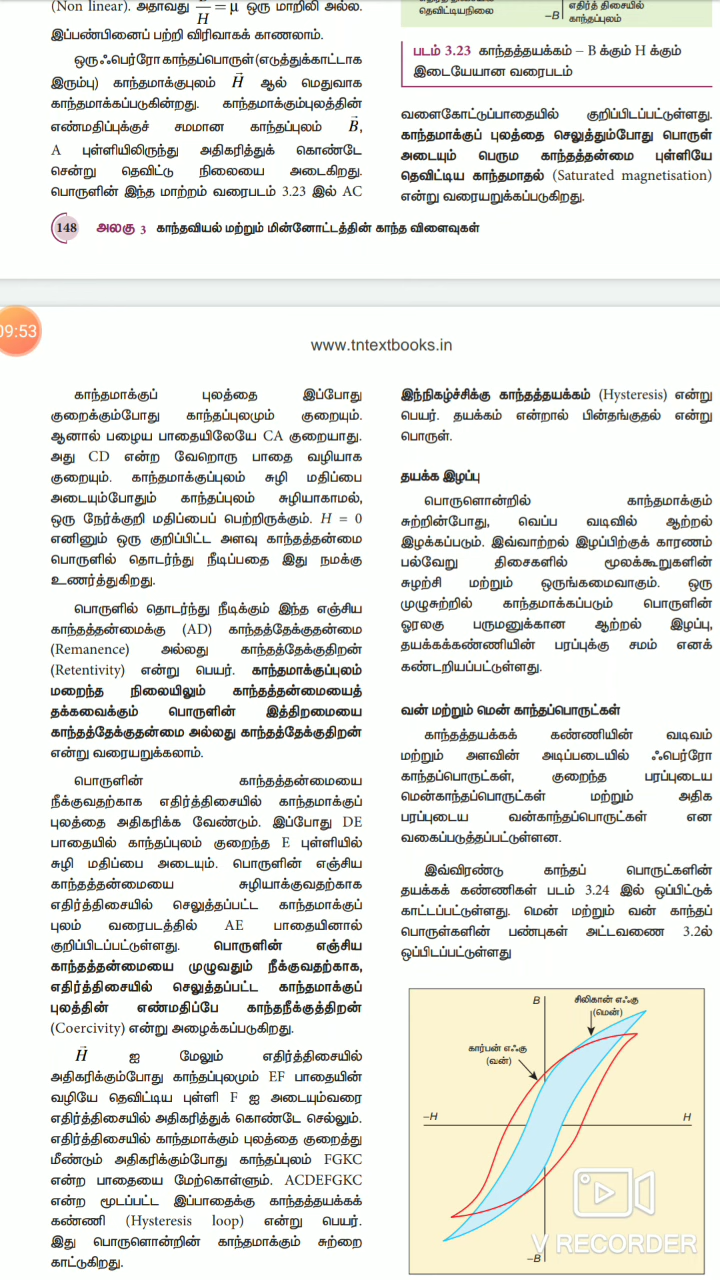 (Non linear). அதாவது B/H = μ ஒரு மாறிலி அல்ல.
இப்பண்பினைப் பற்றி விரிவாகக் காணலாம்.
ஒரு ஃபெர்ரோ காந்தப்பொருள் (எடுத்துக்காட்டாக
இரும்பு) காந்தமாக்குபுலம் H⃗ ஆல் மெதுவாக
காந்தமாக்கப்படுகின்றது. காந்தமாக்கும்புலத்தின்
எண்மதிப்புக்குச் சமமான காந்தப்புலம் B⃗,
A புள்ளியிலிருந்து அதிகரித்துக் கொண்டே
சென்று தெவிட்டு நிலையை அடைகிறது.
பொருளின் இந்த மாற்றம் வரைபடம் 3.23 இல் AC
தெவிட்டியநிலை
–B
எதிர்த் திசையில்
காந்தப்புலம்
படம் 3.23 காந்தத்தயக்கம் – B க்கும் H க்கும்
இடையேயான வரைபடம்
வளைகோட்டுப்பாதையில் குறிப்பிடப்பட்டுள்ளது.
காந்தமாக்குப் புலத்தை செலுத்தும்போது பொருள்
அடையும் பெரும காந்தத்தன்மை புள்ளியே
தெவிட்டிய காந்தமாதல் (Saturated magnetisation)
என்று வரையறுக்கப்படுகிறது.
148 அலகு 3 காந்தவியல் மற்றும் மின்னோட்டத்தின் காந்த விளைவுகள்
09:53
www.tntextbooks.in
காந்தமாக்குப் புலத்தை இப்போது
குறைக்கும்போது காந்தப்புலமும் குறையும்.
ஆனால் பழைய பாதையிலேயே CA குறையாது.
அது CD என்ற வேறொரு பாதை வழியாக
குறையும். காந்தமாக்குப்புலம் சுழி மதிப்பை
அடையும்போதும் காந்தப்புலம் சுழியாகாமல்,
ஒரு நேர்க்குறி மதிப்பைப் பெற்றிருக்கும். H = 0
எனினும் ஒரு குறிப்பிட்ட அளவு காந்தத்தன்மை
பொருளில் தொடர்ந்து நீடிப்பதை இது நமக்கு
உணர்த்துகிறது.
பொருளில் தொடர்ந்து நீடிக்கும் இந்த எஞ்சிய
காந்தத்தன்மைக்கு (AD) காந்தத்தேக்குதன்மை
(Remanence) அல்லது காந்தத்தேக்குதிறன்
(Retentivity) என்று பெயர். காந்தமாக்குப்புலம்
மறைந்த நிலையிலும் காந்தத்தன்மையைத்
தக்கவைக்கும் பொருளின் இத்திறமையை
காந்தத்தேக்குதன்மை அல்லது காந்தத்தேக்குதிறன்
என்று வரையறுக்கலாம்.
பொருளின் காந்தத்தன்மையை
நீக்குவதற்காக எதிர்த்திசையில் காந்தமாக்குப்
புலத்தை அதிகரிக்க வேண்டும். இப்போது DE
பாதையில் காந்தப்புலம் குறைந்த E புள்ளியில்
சுழி மதிப்பை அடையும். பொருளின் எஞ்சிய
காந்தத்தன்மையை சுழியாக்குவதற்காக
எதிர்த்திசையில் செலுத்தப்பட்ட காந்தமாக்குப்
புலம் வரைபடத்தில் AE பாதையினால்
குறிப்பிடப்பட்டுள்ளது. பொருளின் எஞ்சிய
காந்தத்தன்மையை முழுவதும் நீக்குவதற்காக,
எதிர்த்திசையில் செலுத்தப்பட்ட காந்தமாக்குப்
புலத்தின் எண்மதிப்பே காந்தநீக்குத்திறன்
(Coercivity) என்று அழைக்கப்படுகிறது.
H⃗ ஐ மேலும் எதிர்த்திசையில்
அதிகரிக்கும்போது காந்தப்புலமும் EF பாதையின்
வழியே தெவிட்டிய புள்ளி F ஐ அடையும்வரை
எதிர்த்திசையில் அதிகரித்துக் கொண்டே செல்லும்.
எதிர்த்திசையில் காந்தமாக்கும் புலத்தை குறைத்து
மீண்டும் அதிகரிக்கும்போது காந்தப்புலம் FGKC
என்ற பாதையை மேற்கொள்ளும். ACDEFGKC
என்ற மூடப்பட்ட இப்பாதைக்கு காந்தத்தயக்கக்
கண்ணி (Hysteresis loop) என்று பெயர்.
இது பொருளொன்றின் காந்தமாக்கும் சுற்றை
காட்டுகிறது.
இந்நிகழ்ச்சிக்கு காந்தத்தயக்கம் (Hysteresis) என்று
பெயர். தயக்கம் என்றால் பின்தங்குதல் என்று
பொருள்.
தயக்க இழப்பு
பொருளொன்றில் காந்தமாக்கும்
சுற்றின்போது, வெப்ப வடிவில் ஆற்றல்
இழக்கப்படும். இவ்வாற்றல் இழப்பிற்குக் காரணம்
பல்வேறு திசைகளில் மூலக்கூறுகளின்
சுழற்சி மற்றும் ஒருங்கமைவாகும். ஒரு
முழுசுற்றில் காந்தமாக்கப்படும் பொருளின்
ஓரலகு பருமனுக்கான ஆற்றல் இழப்பு,
தயக்கக்கண்ணியின் பரப்புக்கு சமம் எனக்
கண்டறியப்பட்டுள்ளது.
வன் மற்றும் மென் காந்தப்பொருட்கள்
காந்தத்தயக்கக் கண்ணியின் வடிவம்
மற்றும் அளவின் அடிப்படையில் ஃபெர்ரோ
காந்தப்பொருட்கள், குறைந்த பரப்புடைய
மென்காந்தப்பொருட்கள் மற்றும் அதிக
பரப்புடைய வன்காந்தப்பொருட்கள் என
வகைப்படுத்தப்பட்டுள்ளன.
இவ்விரண்டு காந்தப் பொருட்களின்
தயக்கக் கண்ணிகள் படம் 3.24 இல் ஒப்பிட்டுக்
காட்டப்பட்டுள்ளது. மென் மற்றும் வன் காந்தப்
பொருள்களின் பண்புகள் அட்டவணை 3.2ல்
ஒப்பிடப்பட்டுள்ளது
B
சிலிகான் எஃகு
(மென்)
கார்பன் எஃகு
(வன்)
–H
H
–B
V RECORDER